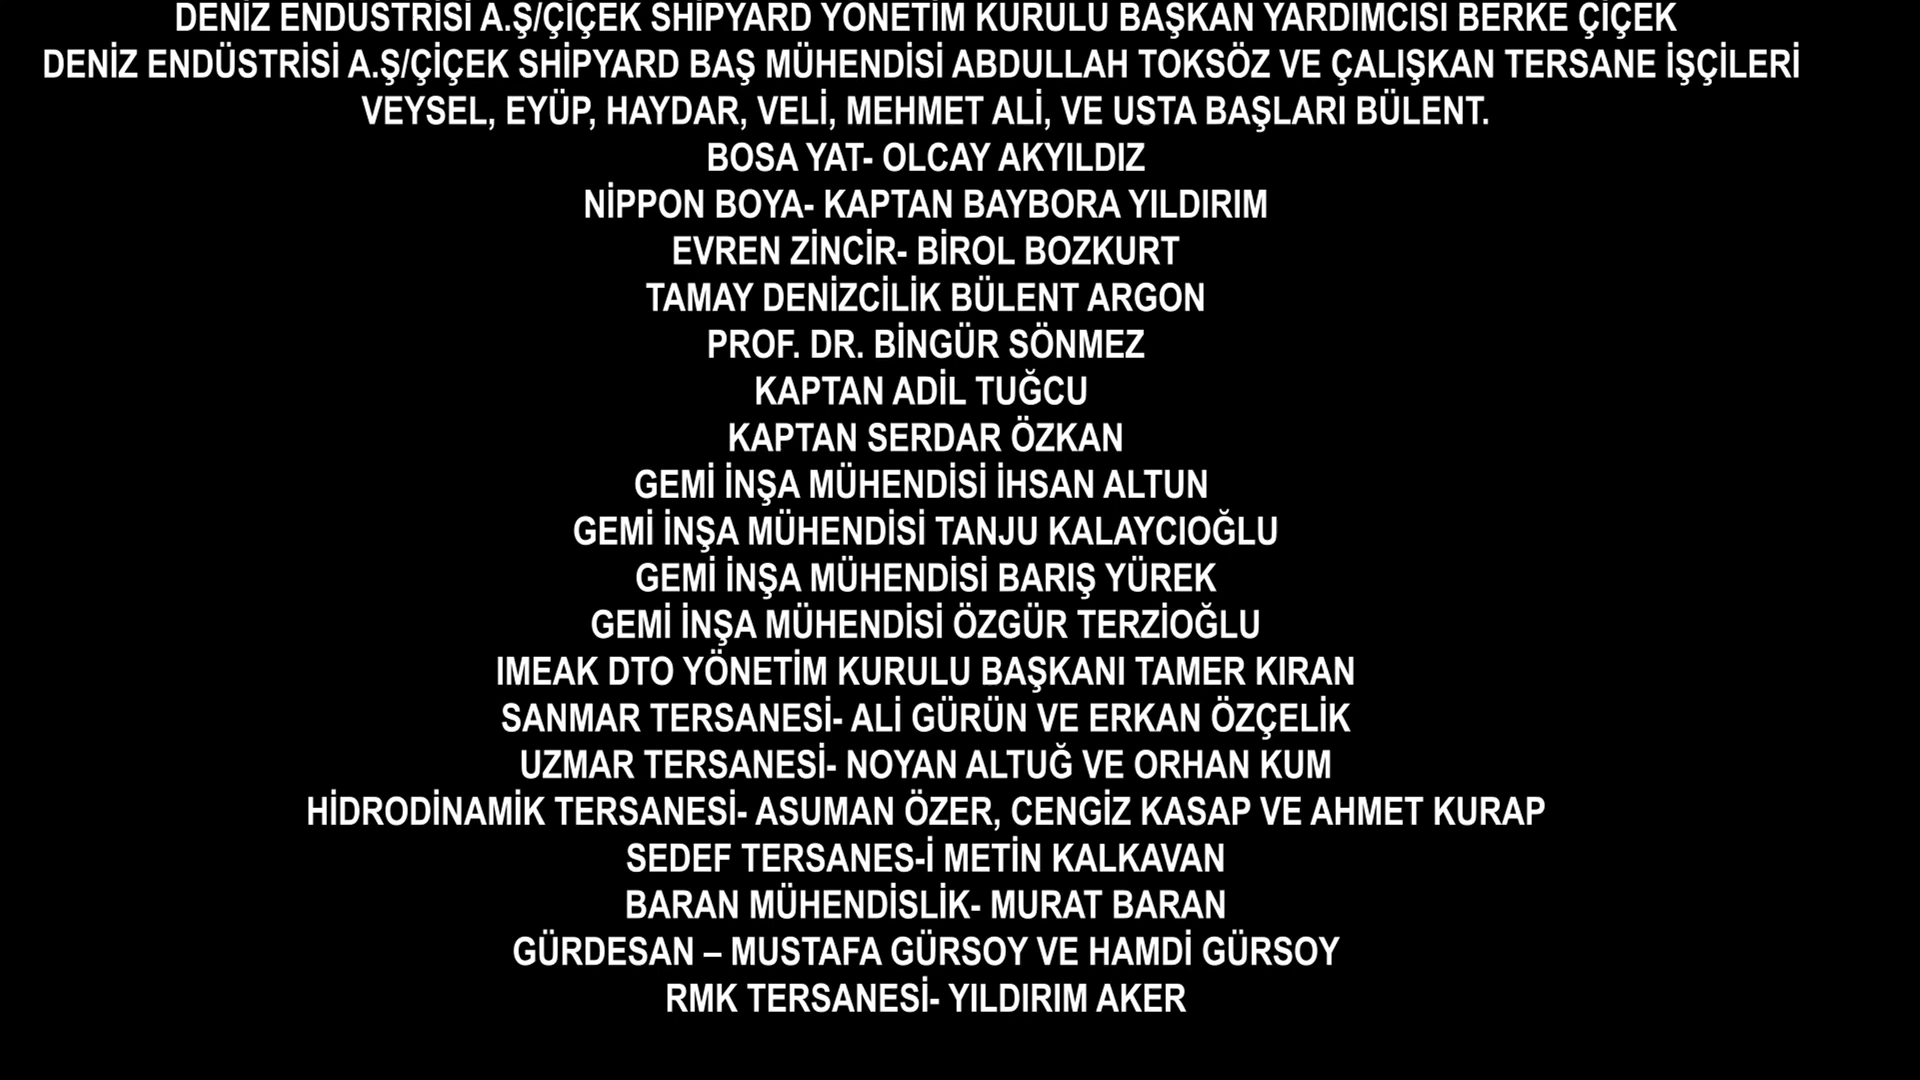 DENİZ ENDÜSTRİSİ A.Ş/ÇİÇEK SHİPYARD YÖNETİM KURULU BAŞKAN YARDIMCISI BERKE ÇİÇEK
DENİZ ENDÜSTRİSİ A.Ş/ÇİÇEK SHİPYARD BAŞ MÜHENDİSİ ABDULLAH TOKSÖZ VE ÇALIŞKAN TERSANE İŞÇİLERİ
VEYSEL, EYÜP, HAYDAR, VELİ, MEHMET ALİ, VE USTA BAŞLARI BÜLENT.
BOSA YAT- OLCAY AKYILDIZ
NİPPON BOYA- KAPTAN BAYBORA YILDIRIM
EVREN ZİNCİR- BİROL BOZKURT
TAMAY DENİZCİLİK BÜLENT ARGON
PROF. DR. BİNGÜR SÖNMEZ
KAPTAN ADİL TUĞCU
KAPTAN SERDAR ÖZKAN
GEMİ İNŞA MÜHENDİSİ İHSAN ALTUN
GEMİ İNŞA MÜHENDİSİ TANJU KALAYCIOĞLU
GEMİ İNŞA MÜHENDİSİ BARIŞ YÜREK
GEMİ İNŞA MÜHENDİSİ ÖZGÜR TERZİOĞLU
IMEAK DTO YÖNETİM KURULU BAŞKANI TAMER KIRAN
SANMAR TERSANESİ- ALİ GÜRÜN VE ERKAN ÖZÇELİK
UZMAR TERSANESİ- NOYAN ALTUĞ VE ORHAN KUM
HİDRODİNAMİK TERSANESİ- ASUMAN ÖZER, CENGİZ KASAP VE AHMET KURAP
SEDEF TERSANES-İ METİN KALKAVAN
BARAN MÜHENDİSLİK- MURAT BARAN
GÜRDESAN – MUSTAFA GÜRSOY VE HAMDİ GÜRSOY
RMK TERSANESİ- YILDIRIM AKER